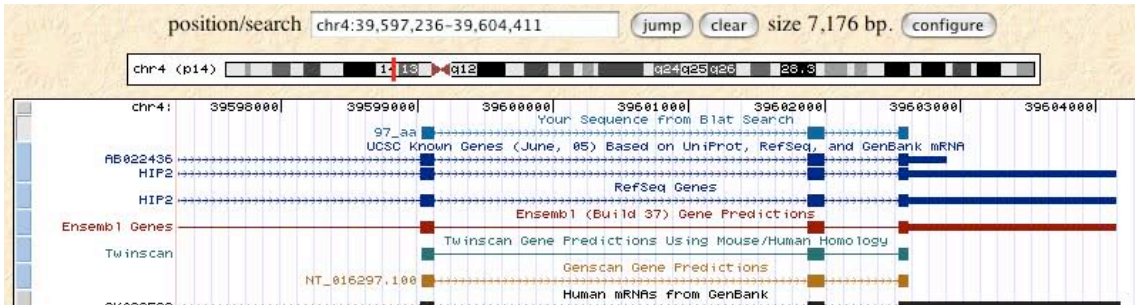 position/search chr4:39,597,236-39,604,411 jump clear size 7,176 bp. configure
chr4 (p14) 14 13 q12 q24 q25 q26 28.3
chr4: 39598000 39599000 39600000 39601000 39602000 39603000 39604000
Your Sequence from Blat Search
97_aa
UCSC Known Genes (June, 05) Based on UniProt, RefSeq, and GenBank mRNA
AB022436
HIP2
RefSeq Genes
HIP2
Ensembl (Build 37) Gene Predictions
Ensembl Genes
Twinscan Gene Predictions Using Mouse/Human Homology
Twinscan
Genscan Gene Predictions
NT_016297.100
Human mRNAs from GenBank